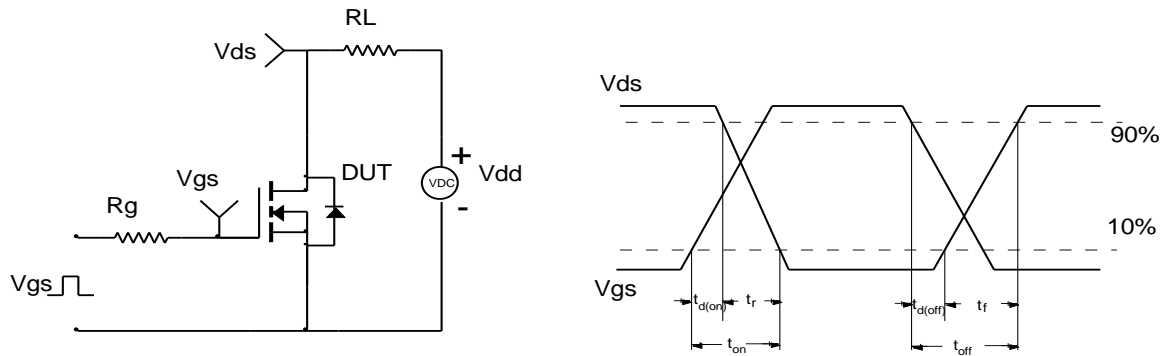 RL
Vds
Vgs
DUT
+
VDC
Vdd
-
Rg
Vgs
Vds
90%
10%
Vgs
td(on)
tr
td(off)
tf
ton
toff